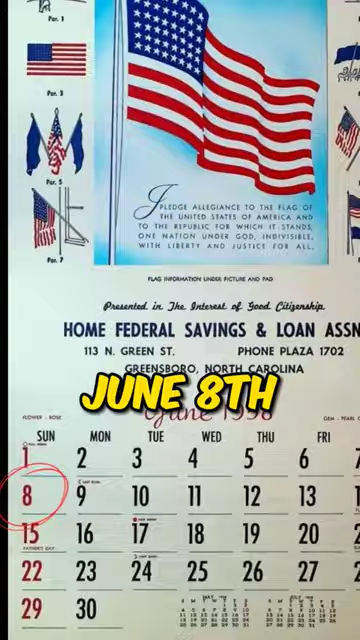 Par. 1
Par. 3
Par. 5
Par. 7
I PLEDGE ALLEGIANCE TO THE FLAG OF
THE UNITED STATES OF AMERICA AND
TO THE REPUBLIC FOR WHICH IT STANDS,
ONE NATION UNDER GOD, INDIVISIBLE,
WITH LIBERTY AND JUSTICE FOR ALL.
FLAG INFORMATION UNDER PICTURE AND PAD
Presented in The Interest of Good Citizenship
HOME FEDERAL SAVINGS & LOAN ASSN
113 N. GREEN ST. PHONE PLAZA 1702
GREENSBORO, NORTH CAROLINA
JUNE 8TH
FLOWER - ROSE June 1958 GEM - PEARL
SUN MON TUE WED THU FRI
1 2 3 4 5 6 7
8 9 10 11 12 13
15 16 17 18 19 20
FATHER'S DAY
22 23 24 25 26 27
29 30